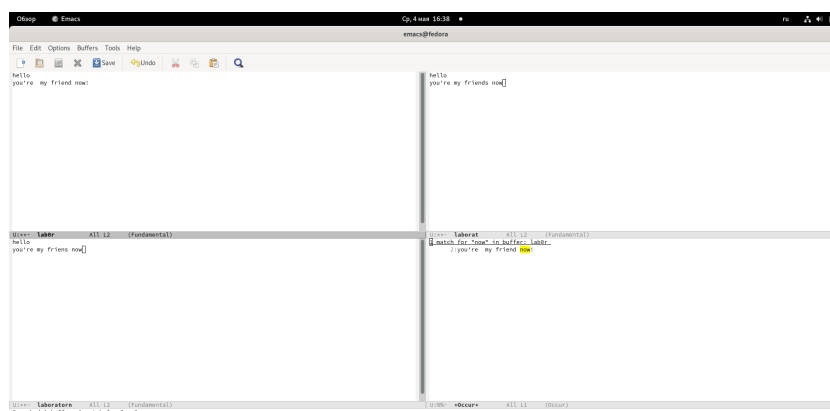 Обзор Emacs Ср, 4 мая 16:38 ru
emacs@fedora
File Edit Options Buffers Tools Help
Save Undo
hello
you're  my friend now!
U:**- lab0r All L2 (Fundamental)
hello
you're my friends now
U:**- laborat All L2 (Fundamental)
hello
you're my friens now
U:**- laboratorn All L2 (Fundamental)
1 match for "now" in buffer: lab0r
2:you're  my friend now!
U:%%- *Occur* All L1 (Occur)